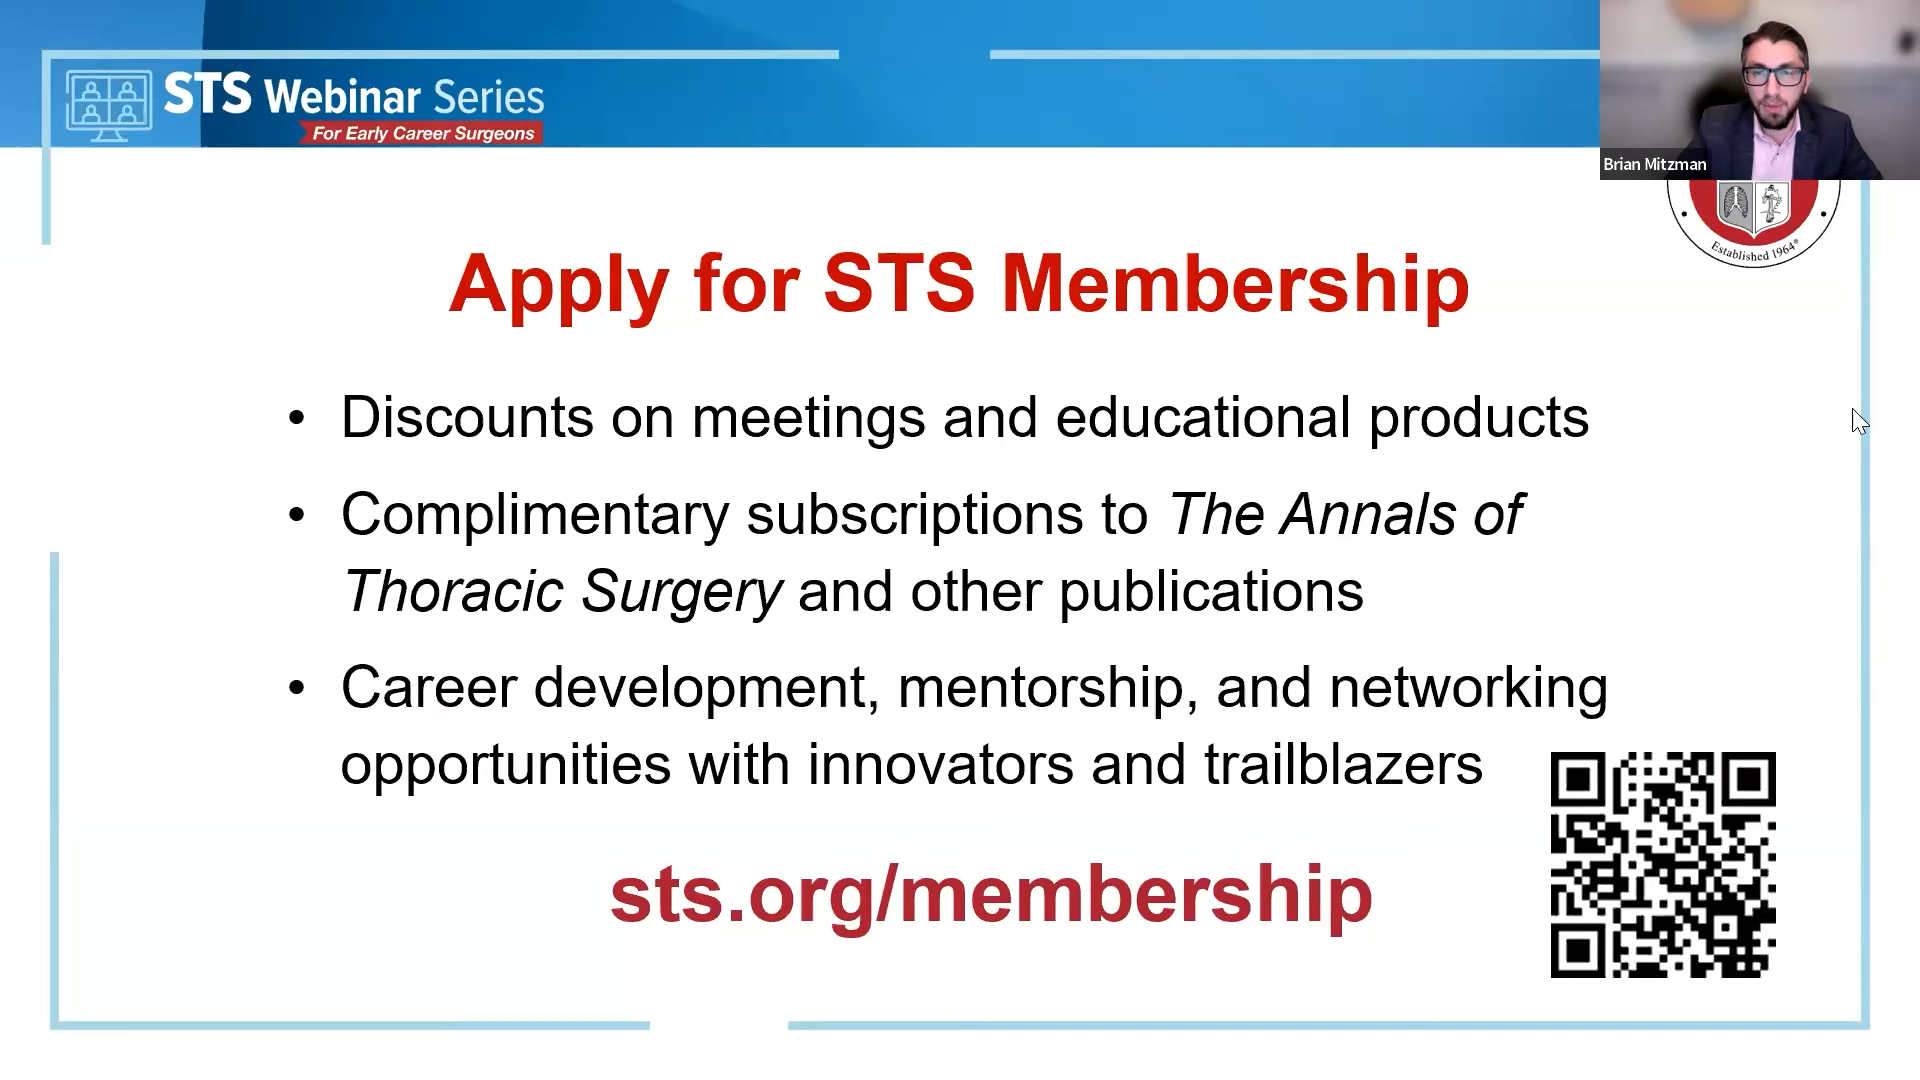 STS Webinar Series
For Early Career Surgeons
Brian Mitzman
Established 1964®
Apply for STS Membership
• Discounts on meetings and educational products
• Complimentary subscriptions to The Annals of
Thoracic Surgery and other publications
• Career development, mentorship, and networking
opportunities with innovators and trailblazers
sts.org/membership